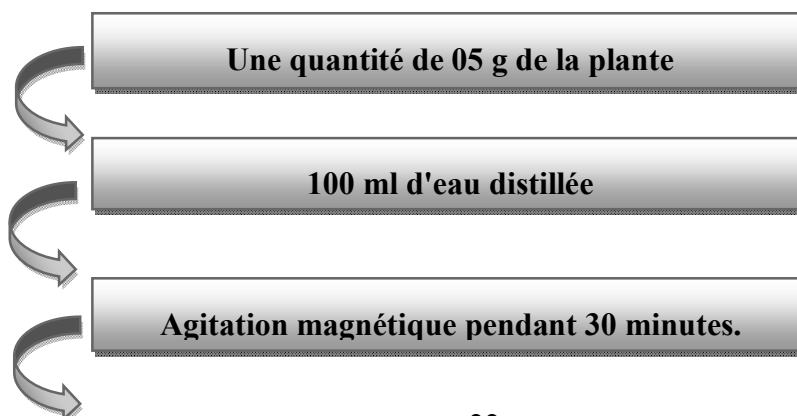 Une quantité de 05 g de la plante
100 ml d'eau distillée
Agitation magnétique pendant 30 minutes.